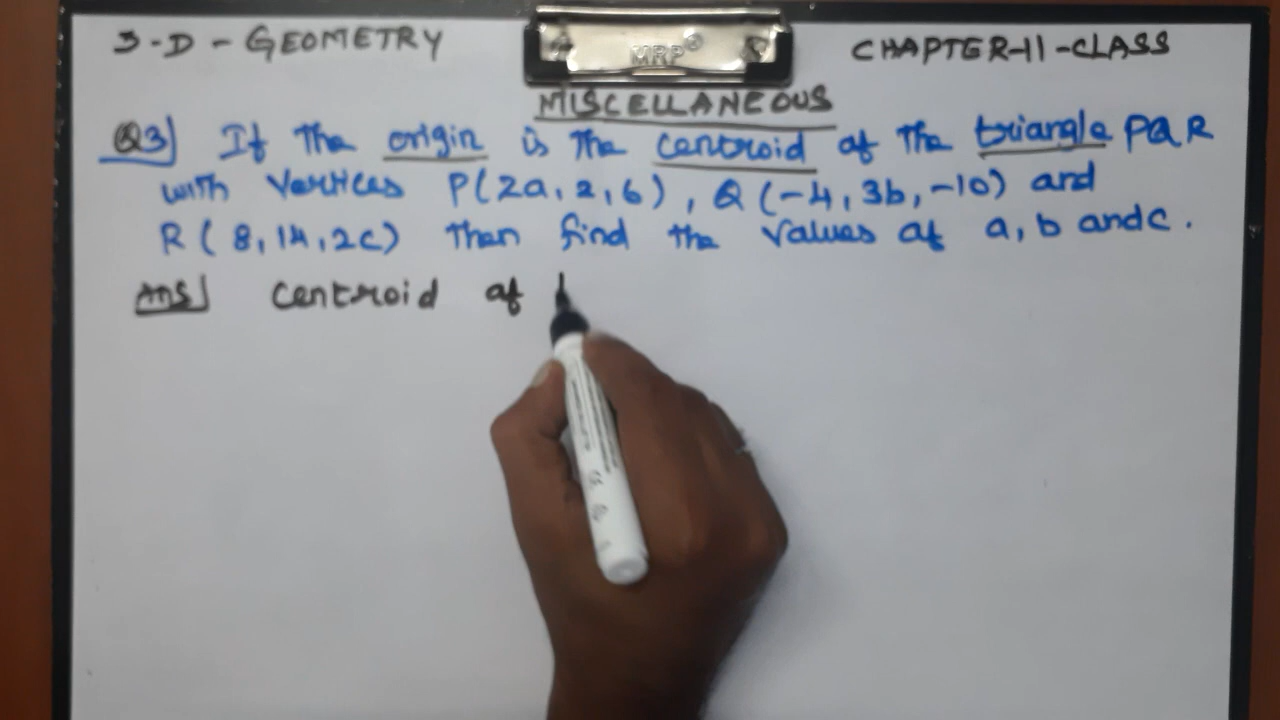 3-D-GEOMETRY
MRP®
CHAPTER-11-CLASS
MISCELLANEOUS
Q3] If the origin is the centroid of the triangle PQR
with vertices P(2a, 2, 6), Q(-4, 3b, -10) and
R(8, 14, 2c) then find the values of a, b and c.
Ans] Centroid of